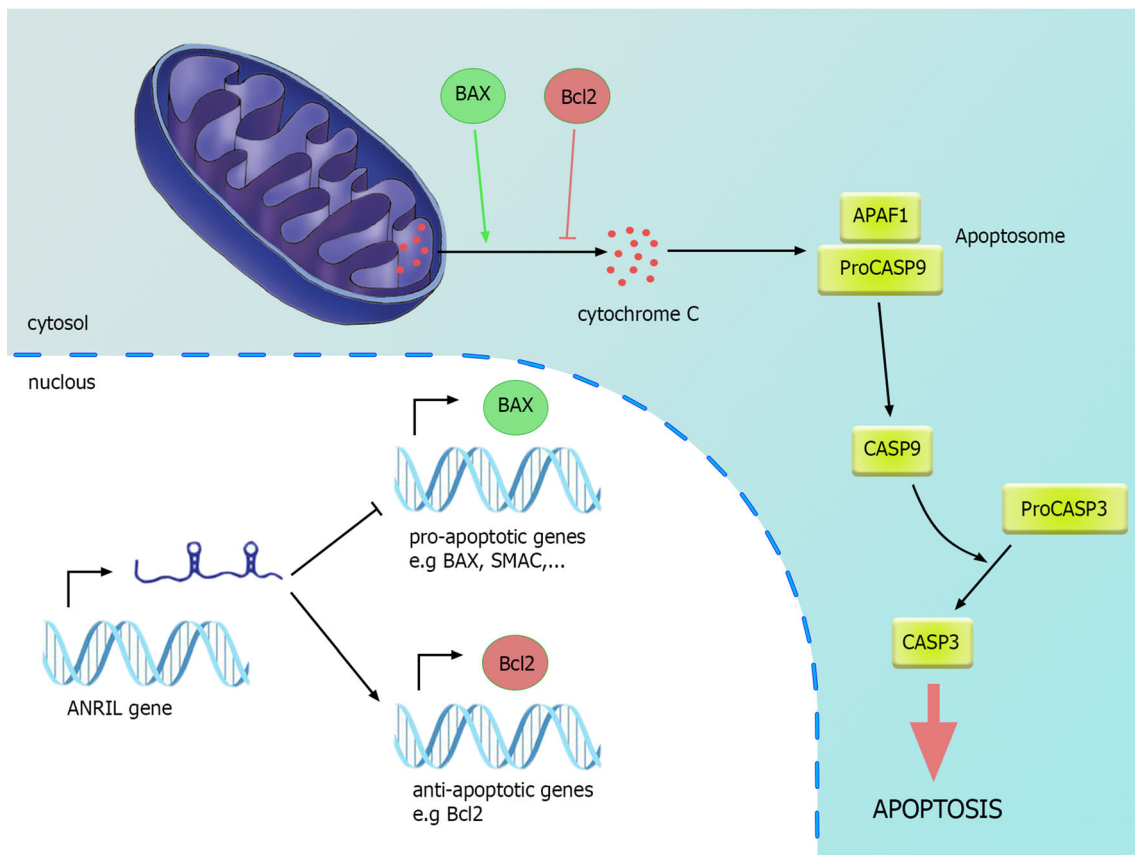 BAX
Bcl2
APAF1
Apoptosome
ProCASP9
cytochrome C
cytosol
nuclous
BAX
CASP9
ProCASP3
pro-apoptotic genes
e.g BAX, SMAC,...
CASP3
Bcl2
ANRIL gene
anti-apoptotic genes
e.g Bcl2
APOPTOSIS